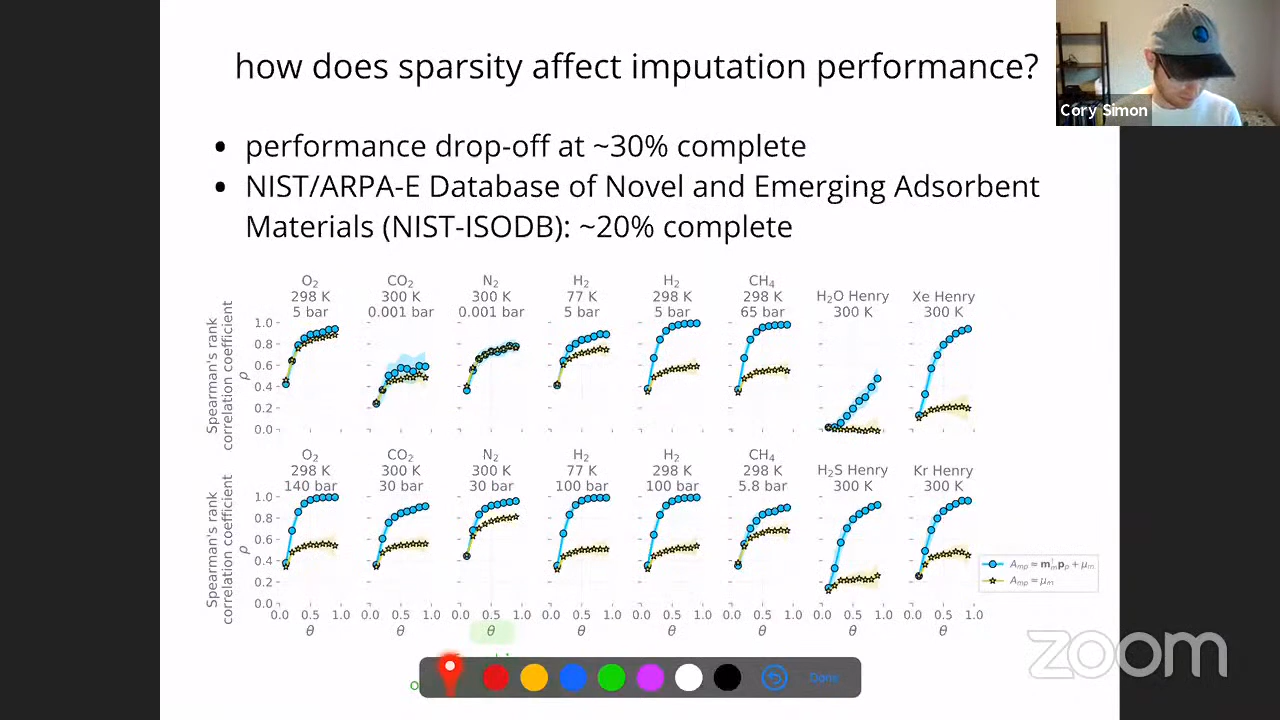 how does sparsity affect imputation performance?
Cory Simon
• performance drop-off at ~30% complete
• NIST/ARPA-E Database of Novel and Emerging Adsorbent
Materials (NIST-ISODB): ~20% complete
O₂ CO₂ N₂ H₂ H₂ CH₄
298 K 300 K 300 K 77 K 298 K 298 K H₂O Henry Xe Henry
5 bar 0.001 bar 0.001 bar 5 bar 5 bar 65 bar 300 K 300 K
Spearman's rank
correlation coefficient
ρ
1.0
0.8
0.6
0.4
0.2
0.0
O₂ CO₂ N₂ H₂ H₂ CH₄
298 K 300 K 300 K 77 K 298 K 298 K H₂S Henry Kr Henry
140 bar 30 bar 30 bar 100 bar 100 bar 5.8 bar 300 K 300 K
Spearman's rank
correlation coefficient
ρ
1.0
0.8
0.6
0.4
0.2
0.0
0.0 0.5 1.0 0.0 0.5 1.0 0.0 0.5 1.0 0.0 0.5 1.0 0.0 0.5 1.0 0.0 0.5 1.0 0.0 0.5 1.0 0.0 0.5 1.0
θ θ θ θ θ θ θ θ
Aₘₚ ≈ mₘᵀpₚ + μₘ
Aₘₚ ≈ μₘ
Done
zoom